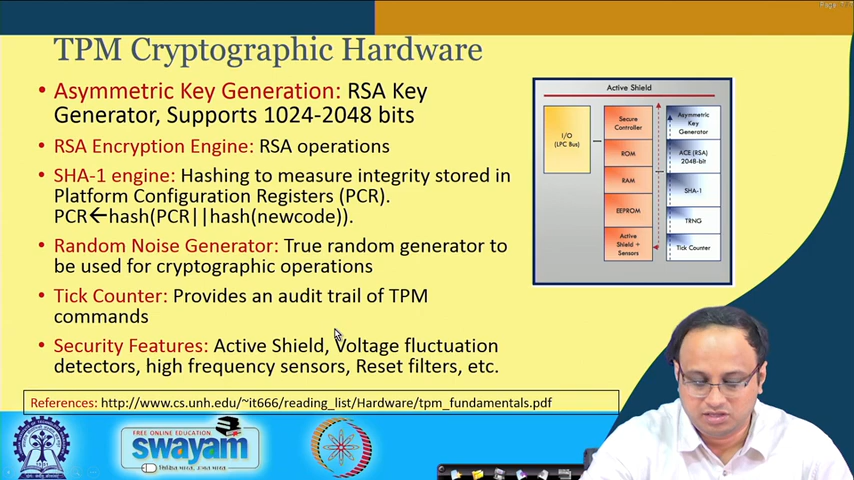 TPM Cryptographic Hardware
• Asymmetric Key Generation: RSA Key
Generator, Supports 1024-2048 bits
• RSA Encryption Engine: RSA operations
• SHA-1 engine: Hashing to measure integrity stored in
Platform Configuration Registers (PCR).
PCR←hash(PCR||hash(newcode)).
• Random Noise Generator: True random generator to
be used for cryptographic operations
• Tick Counter: Provides an audit trail of TPM
commands
• Security Features: Active Shield, Voltage fluctuation
detectors, high frequency sensors, Reset filters, etc.
References: http://www.cs.unh.edu/~it666/reading_list/Hardware/tpm_fundamentals.pdf
Active Shield
I/O
(LPC Bus)
Secure
Controller
ROM
RAM
EEPROM
Active
Shield +
Sensors
Asymmetric
Key
Generator
ACE (RSA)
2048-bit
SHA-1
TRNG
Tick Counter
FREE ONLINE EDUCATION
swayam